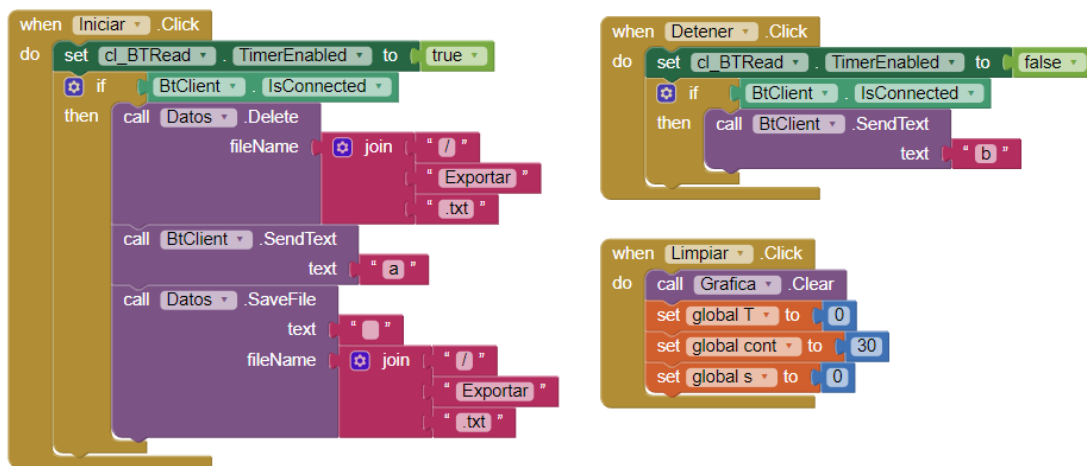 when Iniciar .Click
do set cl_BTRead . TimerEnabled to true
if BtClient . IsConnected
then call Datos .Delete
fileName join " / "
" Exportar "
" .txt "
call BtClient .SendText
text " a "
call Datos .SaveFile
text " "
fileName join " / "
" Exportar "
" .txt "
when Detener .Click
do set cl_BTRead . TimerEnabled to false
if BtClient . IsConnected
then call BtClient .SendText
text " b "
when Limpiar .Click
do call Grafica .Clear
set global T to 0
set global cont to 30
set global s to 0